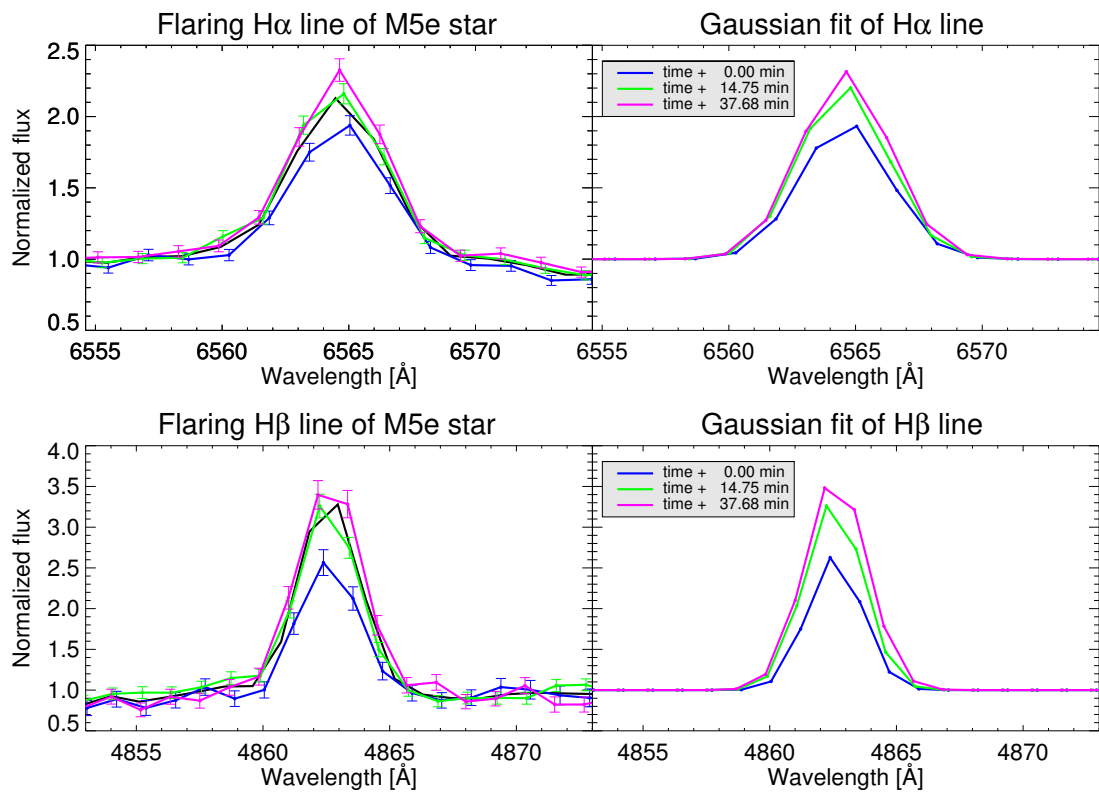 Flaring Hα line of M5e star
Gaussian fit of Hα line
Normalized flux
2.5
2.0
1.5
1.0
0.5
time + 0.00 min
time + 14.75 min
time + 37.68 min
6555 6560 6565 6570
6555 6560 6565 6570
Wavelength [Å]
Wavelength [Å]
Flaring Hβ line of M5e star
Gaussian fit of Hβ line
Normalized flux
4.0
3.5
3.0
2.5
2.0
1.5
1.0
0.5
time + 0.00 min
time + 14.75 min
time + 37.68 min
4855 4860 4865 4870
4855 4860 4865 4870
Wavelength [Å]
Wavelength [Å]